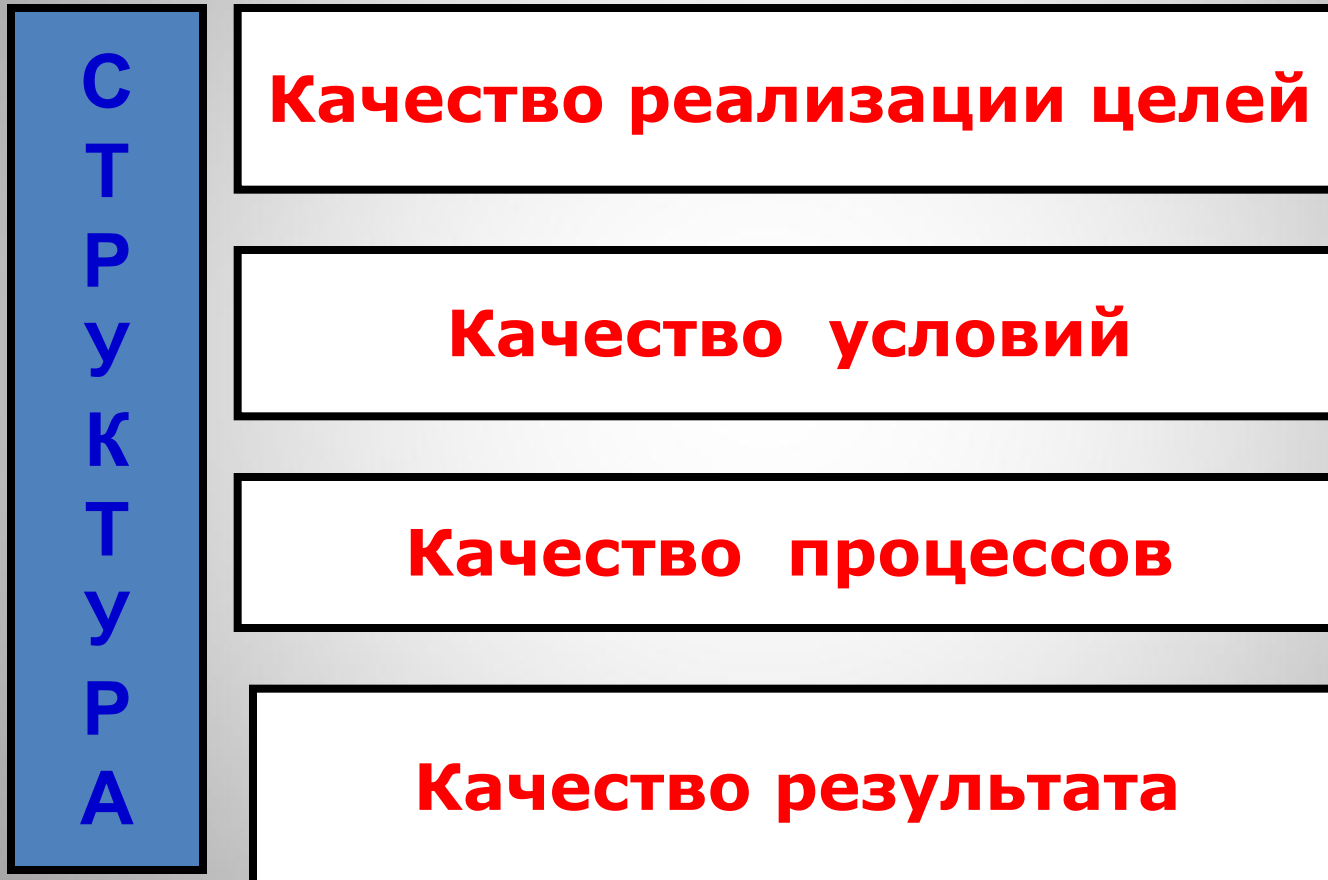 С
Т
Р
У
К
Т
У
Р
А
Качество реализации целей
Качество условий
Качество процессов
Качество результата